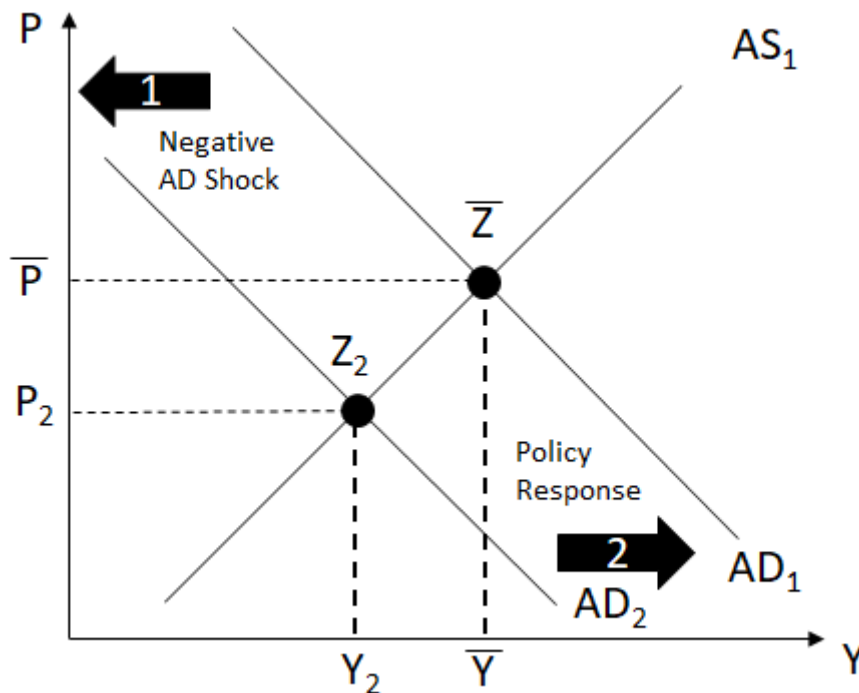 P
AS₁
1
Negative
AD Shock
Z̅
P̅
Z₂
P₂
Policy
Response
2
AD₁
AD₂
Y₂
Y̅
Y